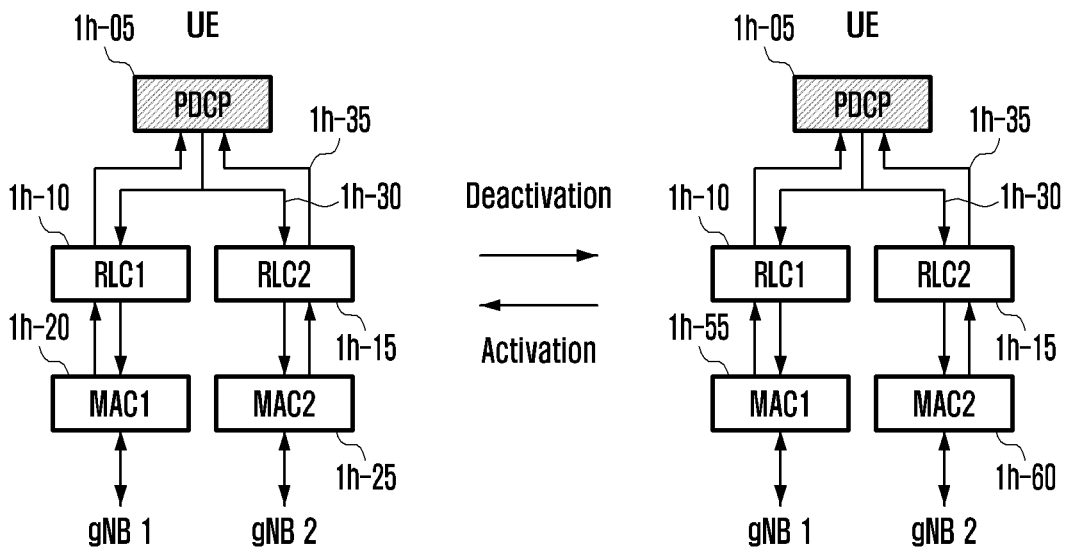 1h-05 UE
PDCP
1h-35
1h-10
1h-30
RLC1
RLC2
1h-20
1h-15
MAC1
MAC2
1h-25
gNB 1
gNB 2
Deactivation
Activation
1h-05 UE
PDCP
1h-35
1h-10
1h-30
RLC1
RLC2
1h-55
1h-15
MAC1
MAC2
1h-60
gNB 1
gNB 2